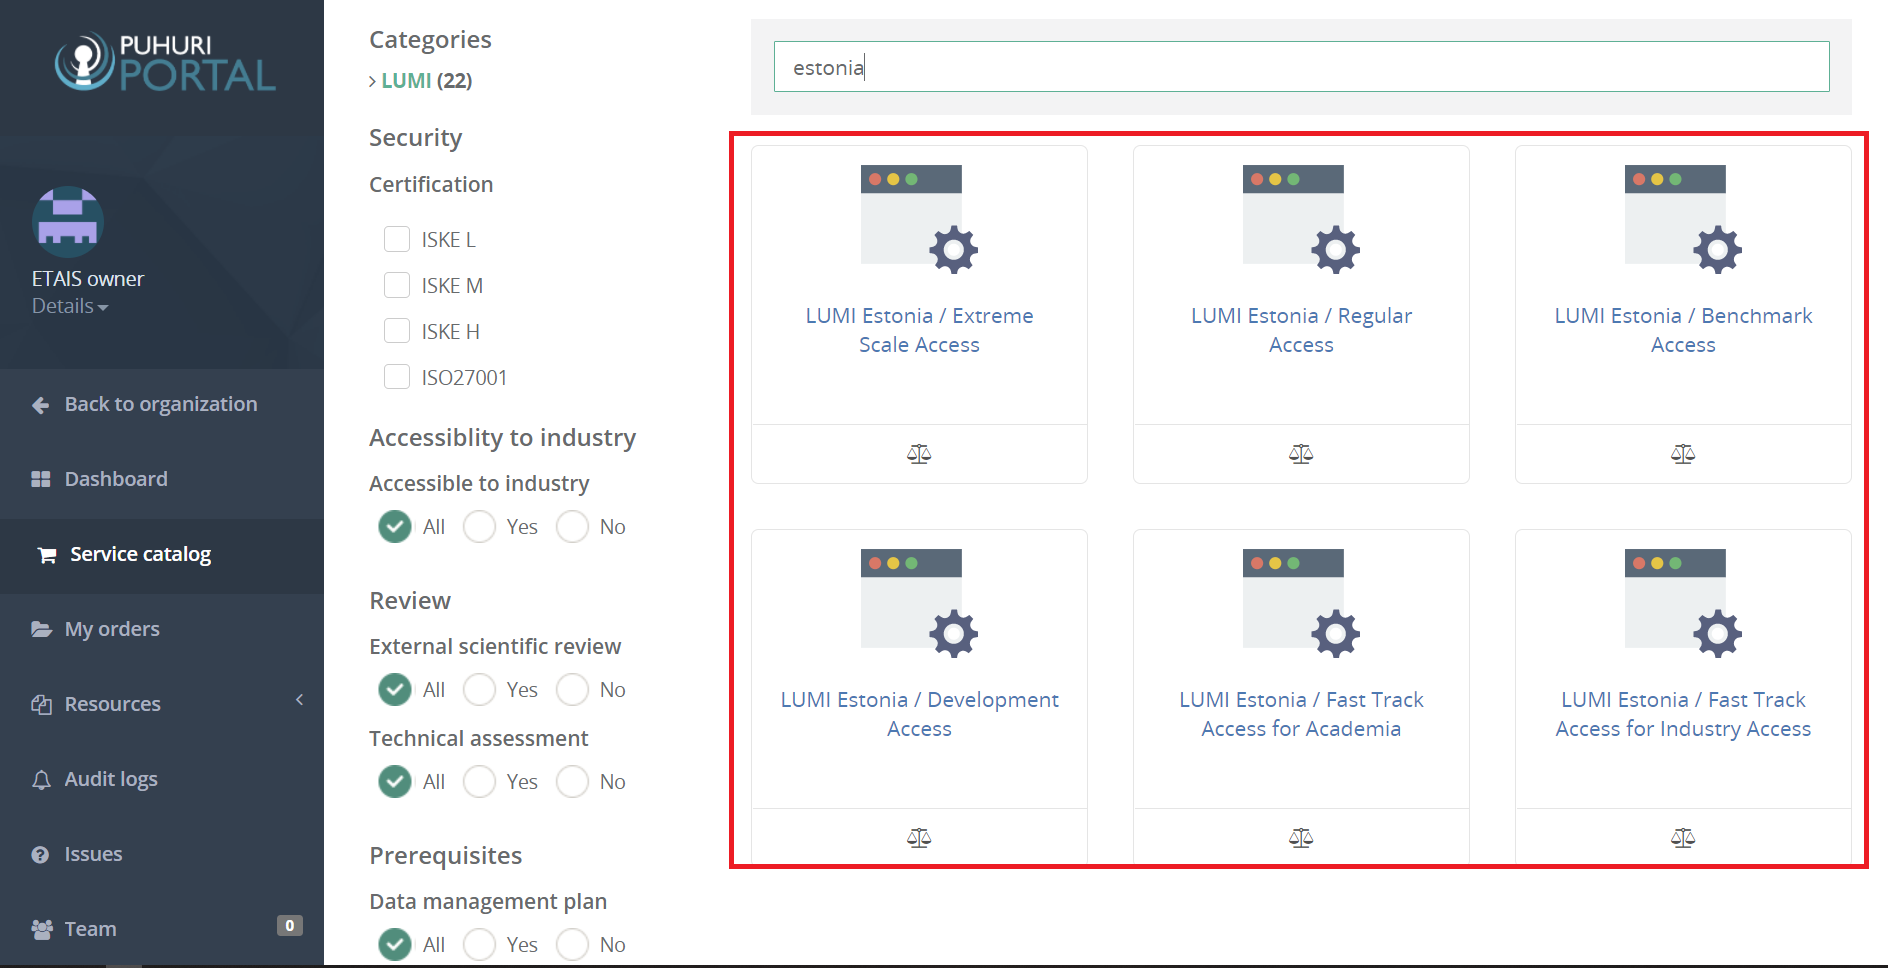 PUHURI
PORTAL
ETAIS owner
Details
Back to organization
Dashboard
Service catalog
My orders
Resources
Audit logs
Issues
Team 0
Categories
LUMI (22)
Security
Certification
ISKE L
ISKE M
ISKE H
ISO27001
Accessiblity to industry
Accessible to industry
All Yes No
Review
External scientific review
All Yes No
Technical assessment
All Yes No
Prerequisites
Data management plan
All Yes No
estonia
LUMI Estonia / Extreme
Scale Access
LUMI Estonia / Regular
Access
LUMI Estonia / Benchmark
Access
LUMI Estonia / Development
Access
LUMI Estonia / Fast Track
Access for Academia
LUMI Estonia / Fast Track
Access for Industry Access